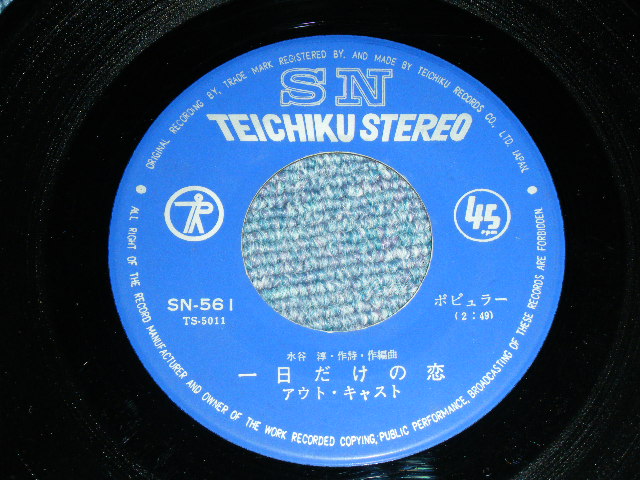 ORIGINAL RECORDING BY, TRADE MARK REGISTERED BY, AND MADE BY TEICHIKU RECORDS CO., LTD. JAPAN.
SN
TEICHIKU STEREO
TR
45
rpm
SN-561
TS-5011
ポピュラー
(2:49)
水谷 淳・作詩・作編曲
一日だけの恋
アウト・キャスト
ALL RIGHT OF THE RECORD MANUFACTURER AND OWNER OF THE WORK RECORDED COPYING, PUBLIC PERFORMANCE, BROADCASTING OF THESE RECORDS ARE FORBIDDEN.